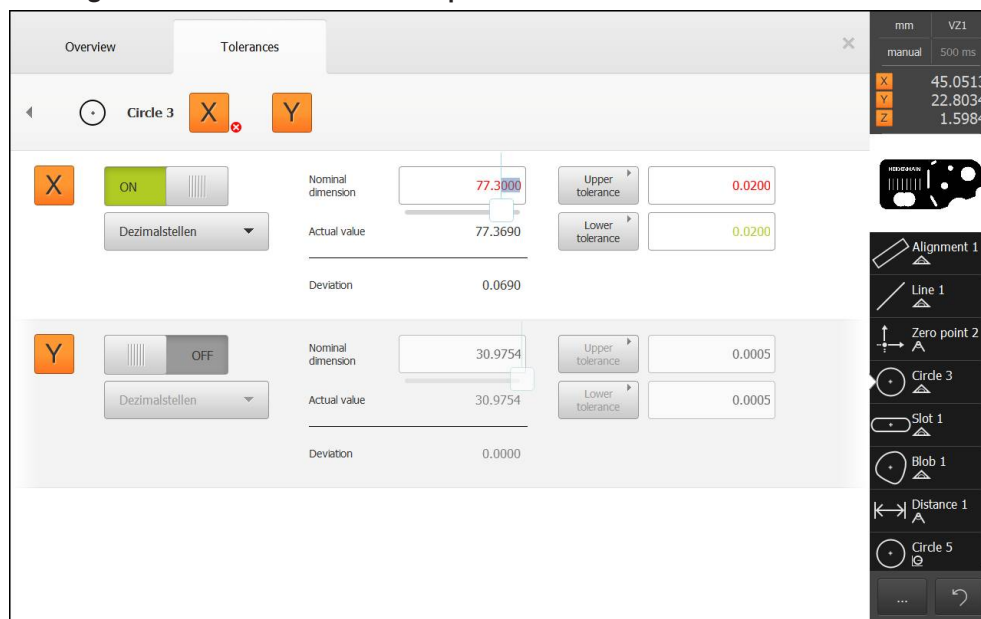 Overview Tolerances
Circle 3 X Y
X ON Nominal dimension 77.3000 Upper tolerance 0.0200
Dezimalstellen Actual value 77.3690 Lower tolerance 0.0200
Deviation 0.0690
Y OFF Nominal dimension 30.9754 Upper tolerance 0.0005
Dezimalstellen Actual value 30.9754 Lower tolerance 0.0005
Deviation 0.0000
mm VZ1
manual 500 ms
X 45.0513
Y 22.8034
Z 1.5984
HEIDENHAIN
Alignment 1
Line 1
Zero point 2
Circle 3
Slot 1
Blob 1
Distance 1
Circle 5
...